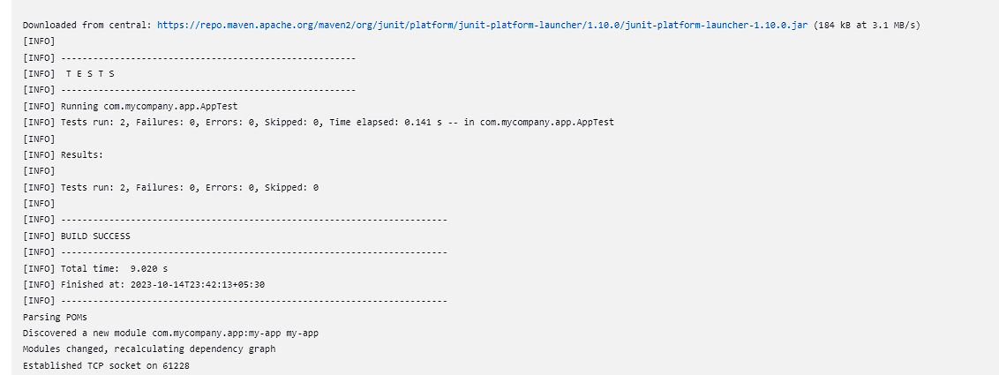 Downloaded from central: https://repo.maven.apache.org/maven2/org/junit/platform/junit-platform-launcher/1.10.0/junit-platform-launcher-1.10.0.jar (184 kB at 3.1 MB/s)
[INFO]
[INFO] -------------------------------------------------------
[INFO]  T E S T S
[INFO] -------------------------------------------------------
[INFO] Running com.mycompany.app.AppTest
[INFO] Tests run: 2, Failures: 0, Errors: 0, Skipped: 0, Time elapsed: 0.141 s -- in com.mycompany.app.AppTest
[INFO]
[INFO] Results:
[INFO]
[INFO] Tests run: 2, Failures: 0, Errors: 0, Skipped: 0
[INFO]
[INFO] ------------------------------------------------------------------------
[INFO] BUILD SUCCESS
[INFO] ------------------------------------------------------------------------
[INFO] Total time:  9.020 s
[INFO] Finished at: 2023-10-14T23:42:13+05:30
[INFO] ------------------------------------------------------------------------
Parsing POMs
Discovered a new module com.mycompany.app:my-app my-app
Modules changed, recalculating dependency graph
Established TCP socket on 61228